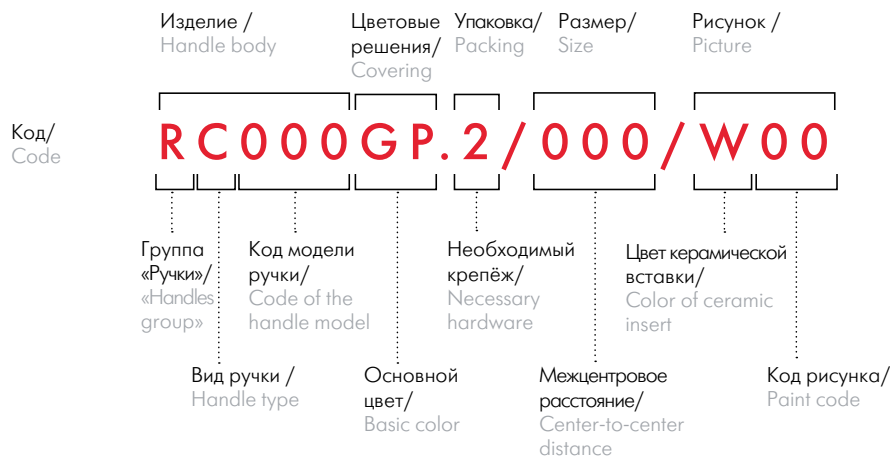 Изделие /
Handle body
Цветовые
решения/
Covering
Упаковка/
Packing
Размер/
Size
Рисунок /
Picture
Код/
Code
RC000GP.2/000/W00
Группа
«Ручки»/
«Handles
group»
Код модели
ручки/
Code of the
handle model
Необходимый
крепёж/
Necessary
hardware
Цвет керамической
вставки/
Color of ceramic
insert
Вид ручки /
Handle type
Основной
цвет/
Basic color
Межцентровое
расстояние/
Center-to-center
distance
Код рисунка/
Paint code